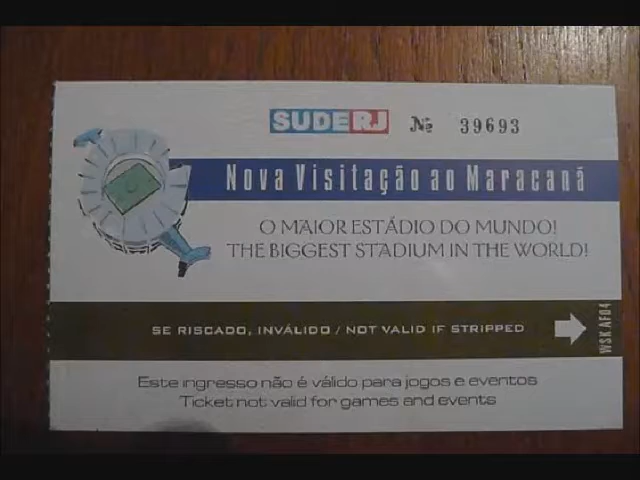 SUDERJ № 39693
Nova Visitação ao Maracanã
O MAIOR ESTÁDIO DO MUNDO!
THE BIGGEST STADIUM IN THE WORLD!
SE RISCADO, INVÁLIDO / NOT VALID IF STRIPPED
WSKAF04
Este ingresso não é válido para jogos e eventos
Ticket not valid for games and events